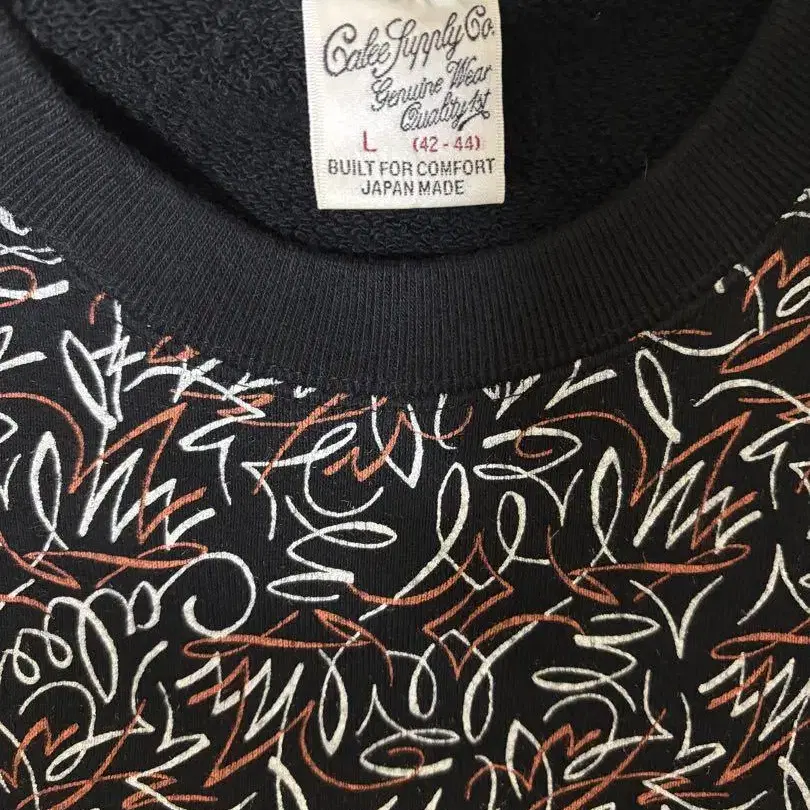 Calee Supply Co.
Genuine Wear
Quality 1st
L (42-44)
BUILT FOR COMFORT
JAPAN MADE